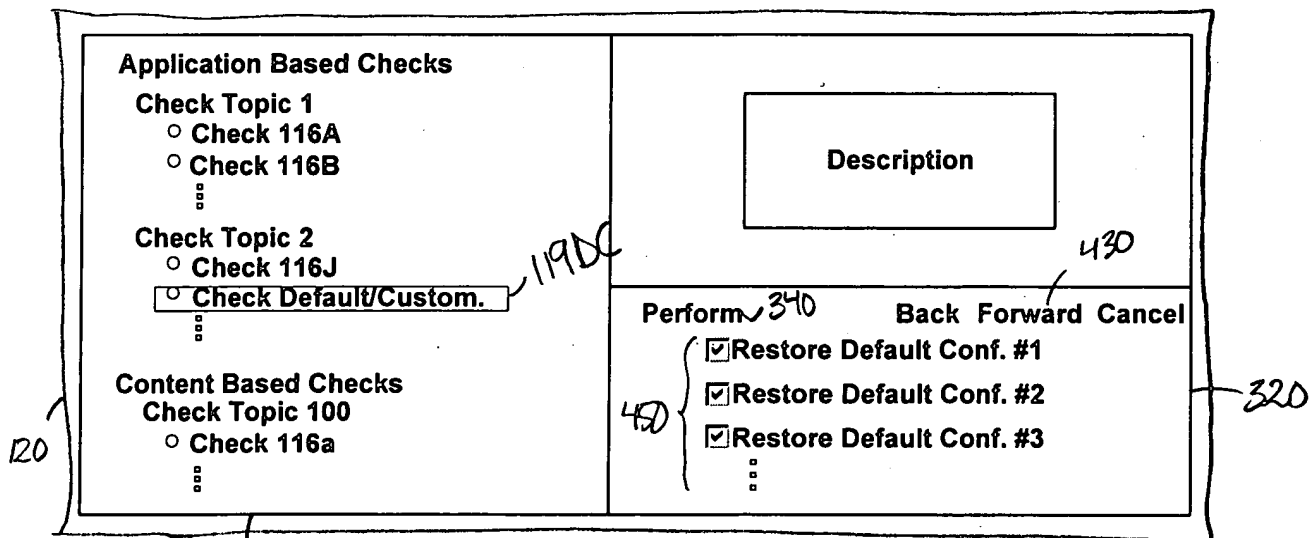 Application Based Checks
Check Topic 1
Check 116A
Check 116B
Check Topic 2
Check 116J
Check Default/Custom.
119DC
Content Based Checks
Check Topic 100
Check 116a
120
Description
430
Perform 340 Back Forward Cancel
Restore Default Conf. #1
Restore Default Conf. #2
Restore Default Conf. #3
450
320